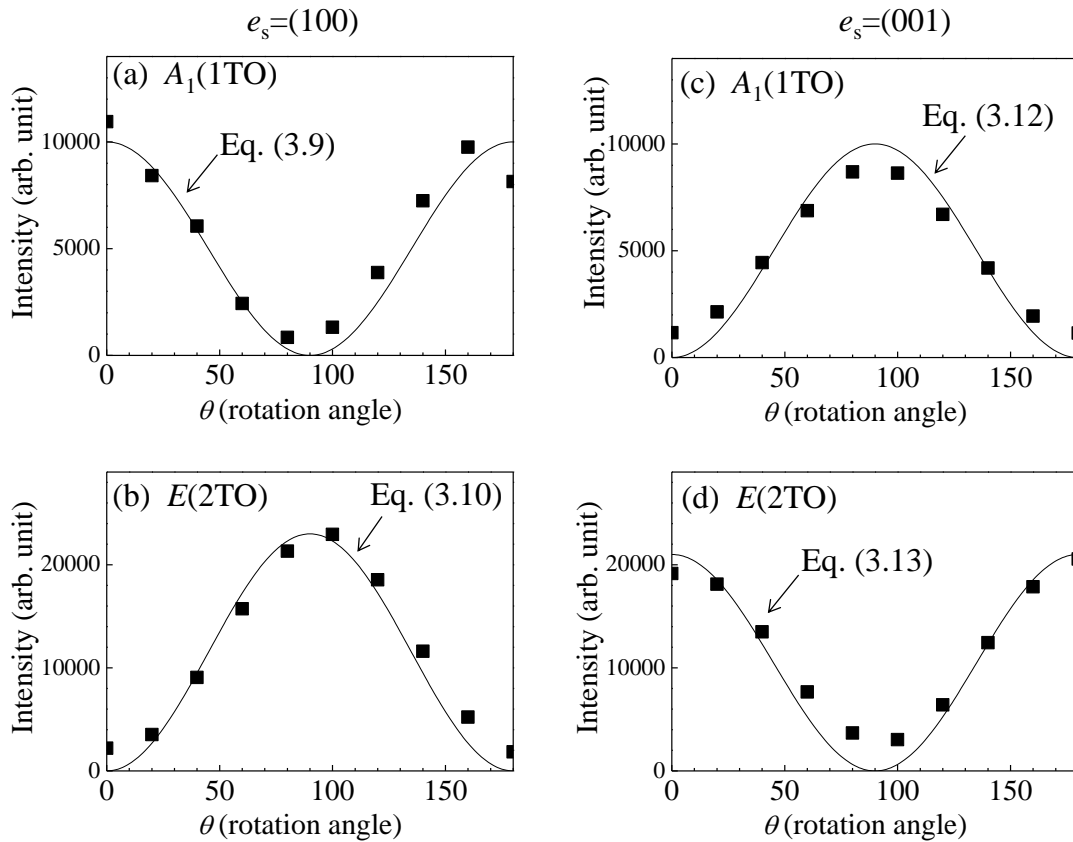 e_s=(100)
e_s=(001)
(a) A_1(1TO)
Eq. (3.9)
10000
5000
0
Intensity (arb. unit)
0 50 100 150
θ (rotation angle)
(c) A_1(1TO)
Eq. (3.12)
10000
5000
0
Intensity (arb. unit)
0 50 100 150
θ (rotation angle)
(b) E(2TO)
Eq. (3.10)
20000
10000
0
Intensity (arb. unit)
0 50 100 150
θ (rotation angle)
(d) E(2TO)
Eq. (3.13)
20000
10000
0
Intensity (arb. unit)
0 50 100 150
θ (rotation angle)